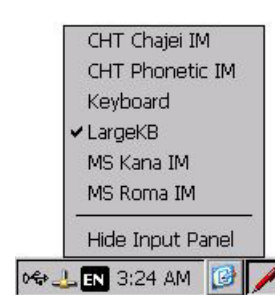 CHT Chajei IM
CHT Phonetic IM
Keyboard
LargeKB
MS Kana IM
MS Roma IM
Hide Input Panel
EN 3:24 AM